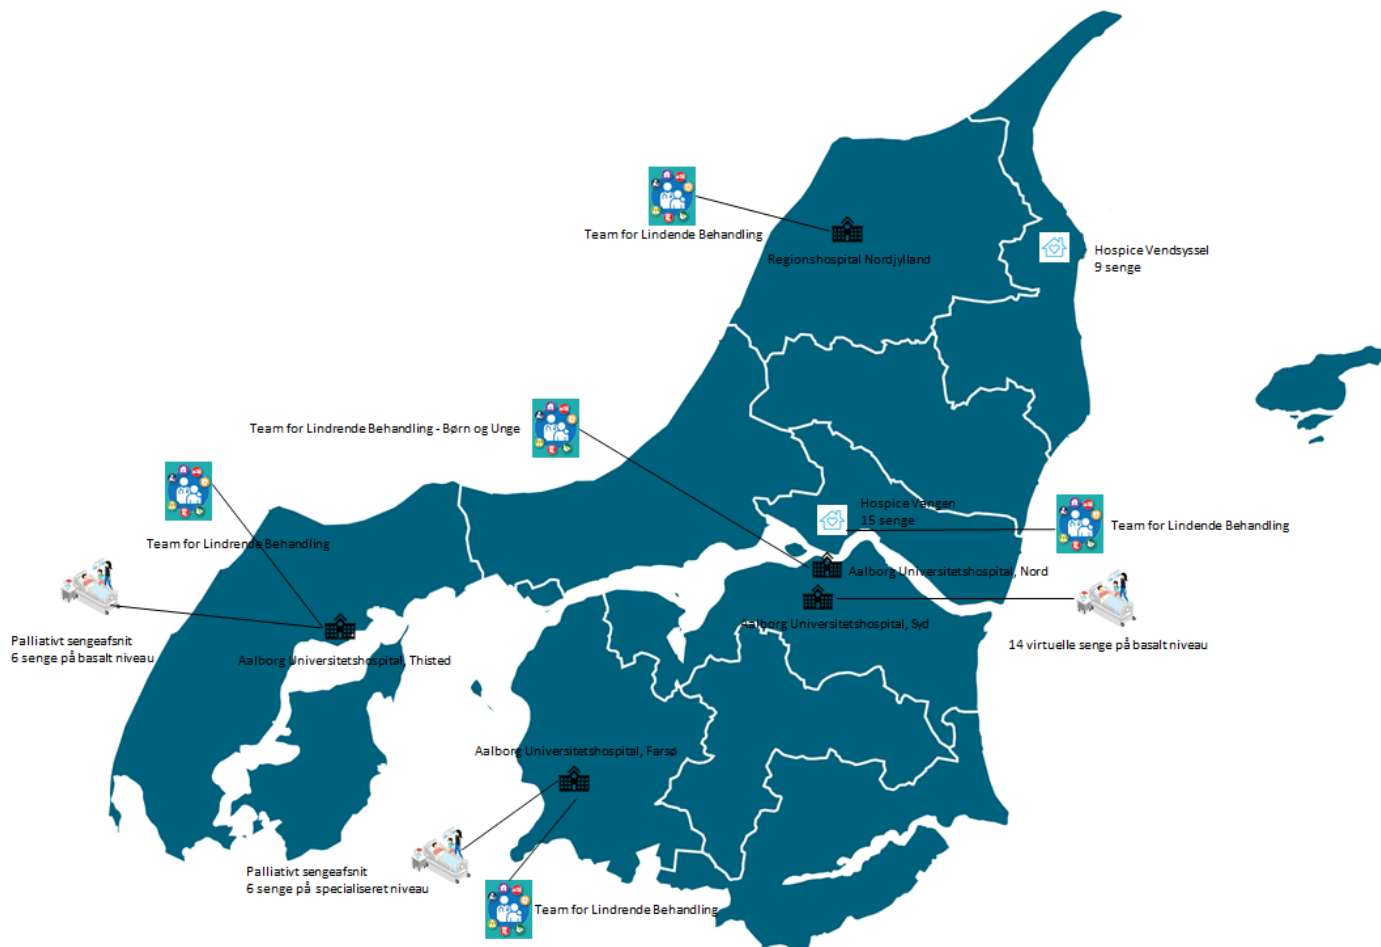 Team for Lindende Behandling
Regionshospital Nordjylland
Hospice Vendsyssel
9 senge
Team for Lindrende Behandling - Børn og Unge
Hospice Vangen
15 senge
Team for Lindende Behandling
Team for Lindrende Behandling
Aalborg Universitetshospital, Nord
Aalborg Universitetshospital, Syd
14 virtuelle senge på basalt niveau
Palliativt sengeafsnit
6 senge på basalt niveau
Aalborg Universitetshospital, Thisted
Aalborg Universitetshospital, Farsø
Palliativt sengeafsnit
6 senge på specialiseret niveau
Team for Lindrende Behandling